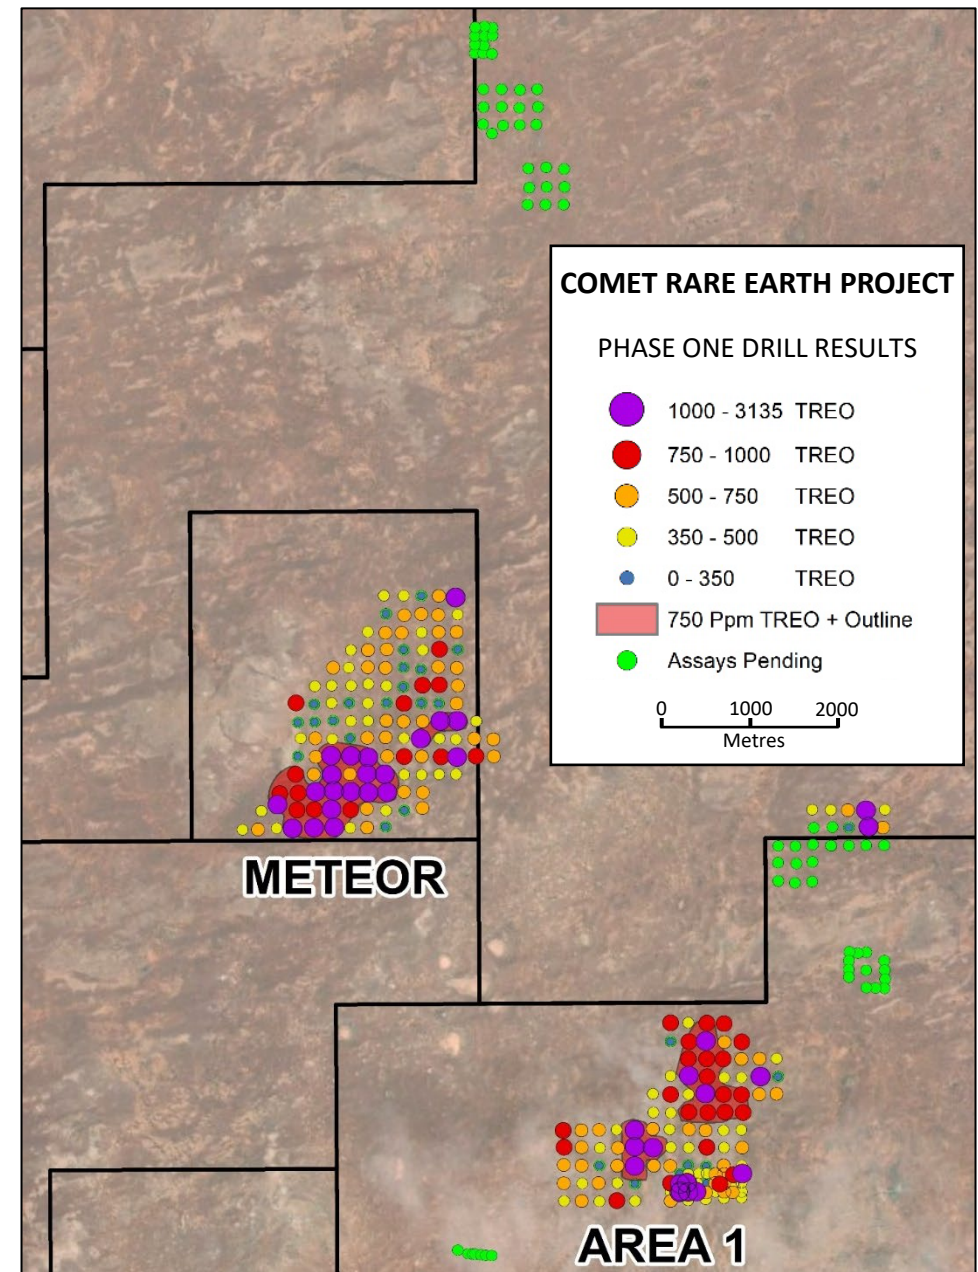 COMET RARE EARTH PROJECT
PHASE ONE DRILL RESULTS
1000 - 3135 TREO
750 - 1000 TREO
500 - 750 TREO
350 - 500 TREO
0 - 350 TREO
750 Ppm TREO + Outline
Assays Pending
0 1000 2000
Metres
METEOR
AREA 1